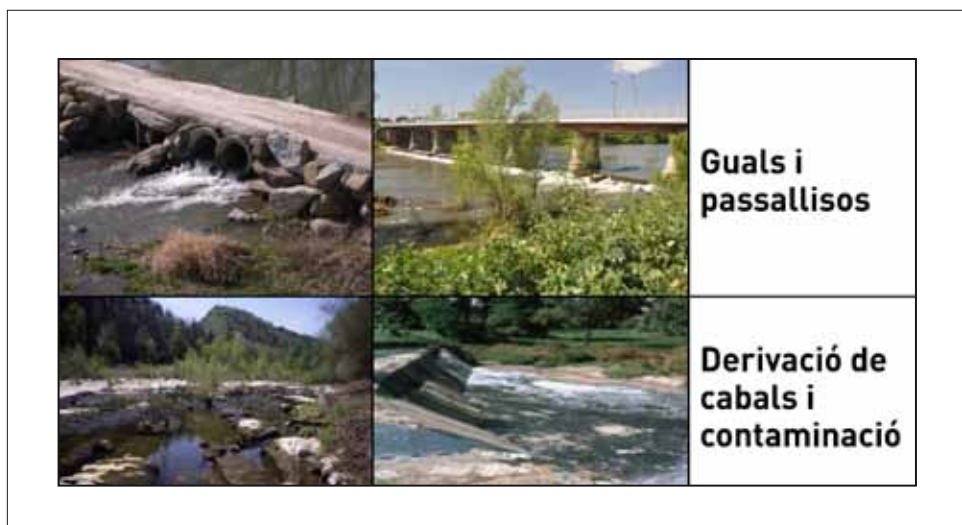 Guals i
passallisos
Derivació de
cabals i
contaminació